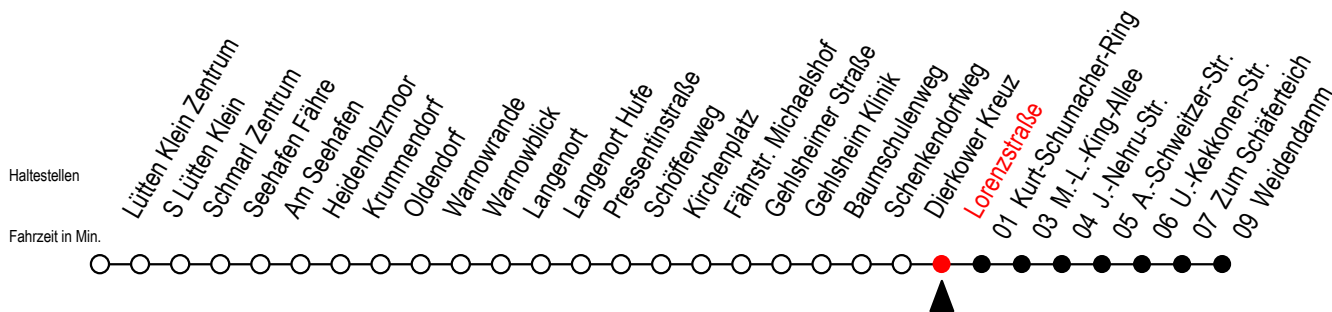 Haltestellen
Fahrzeit in Min.
Lütten Klein Zentrum
S Lütten Klein
Schmarl Zentrum
Seehafen Fähre
Am Seehafen
Heidenholzmoor
Krummendorf
Oldendorf
Warnowrande
Warnowblick
Langenort
Langenort Hufe
Pressentinstraße
Schöffenweg
Kirchenplatz
Fährstr. Michaelshof
Gehlsheimer Straße
Gehlsheim Klinik
Baumschulenweg
Schenkendorfweg
Dierkower Kreuz
Lorenzstraße
01 Kurt-Schumacher-Ring
03 M.-L.-King-Allee
04 J.-Nehru-Str.
05 A.-Schweitzer-Str.
06 U.-Kekkonen-Str.
07 Zum Schäferteich
09 Weidendamm